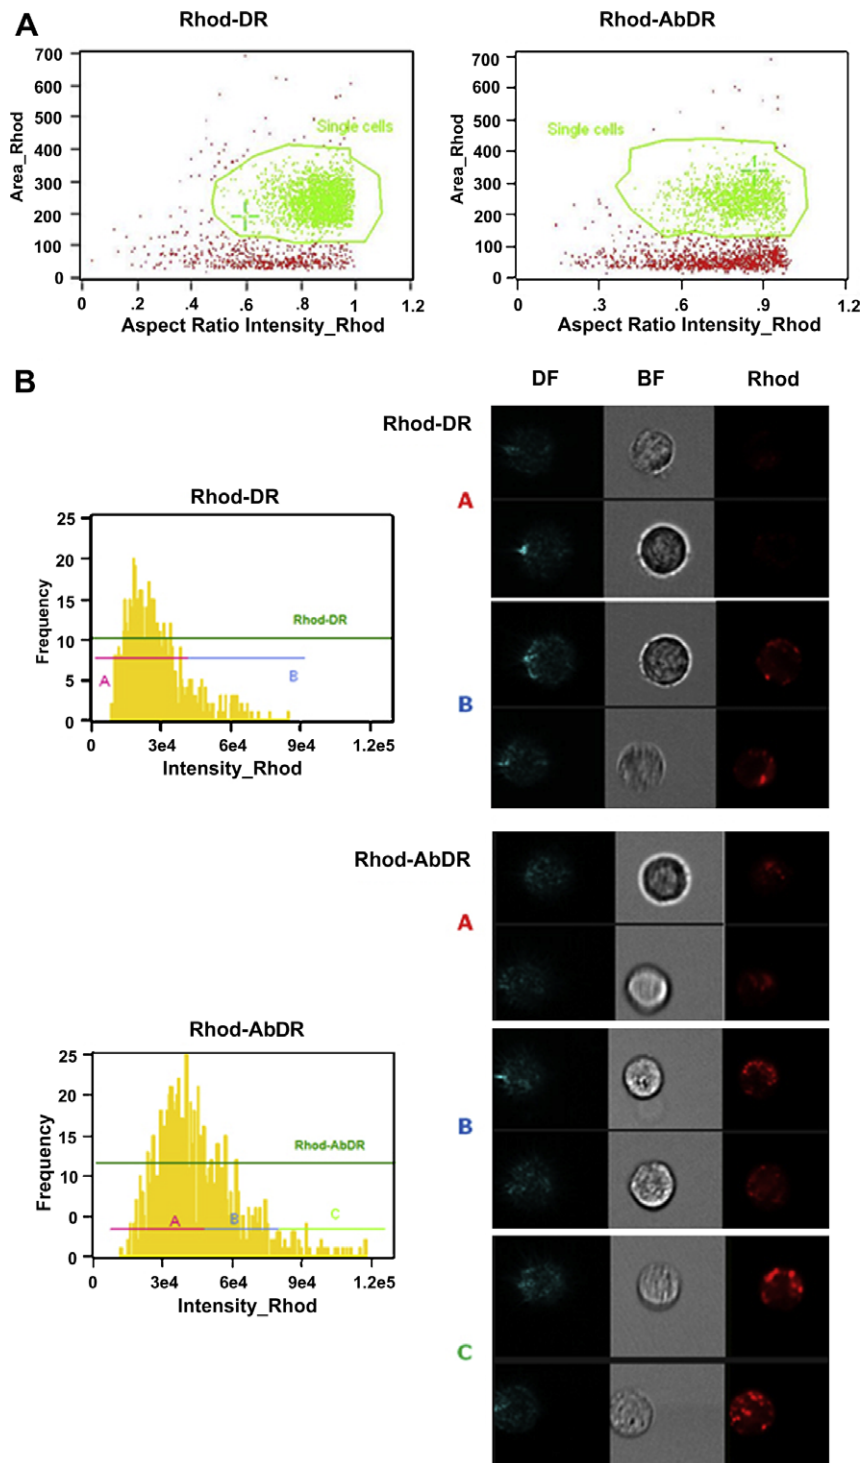 A
Rhod-DR
Rhod-AbDR
Area_Rhod
700
600
500
400
300
200
100
0
Single cells
0
.2
.4
.6
.8
1
1.2
Aspect Ratio Intensity_Rhod
Area_Rhod
700
600
500
400
300
200
100
0
Single cells
0
.3
.6
.9
1.2
Aspect Ratio Intensity_Rhod
B
DF
BF
Rhod
Rhod-DR
A
B
Rhod-DR
Frequency
25
20
15
10
5
0
Rhod-DR
A
B
0
3e4
6e4
9e4
1.2e5
Intensity_Rhod
Rhod-AbDR
A
B
C
Rhod-AbDR
Frequency
25
20
15
10
0
0
Rhod-AbDR
A
B
C
0
3e4
6e4
9e4
1.2e5
Intensity_Rhod